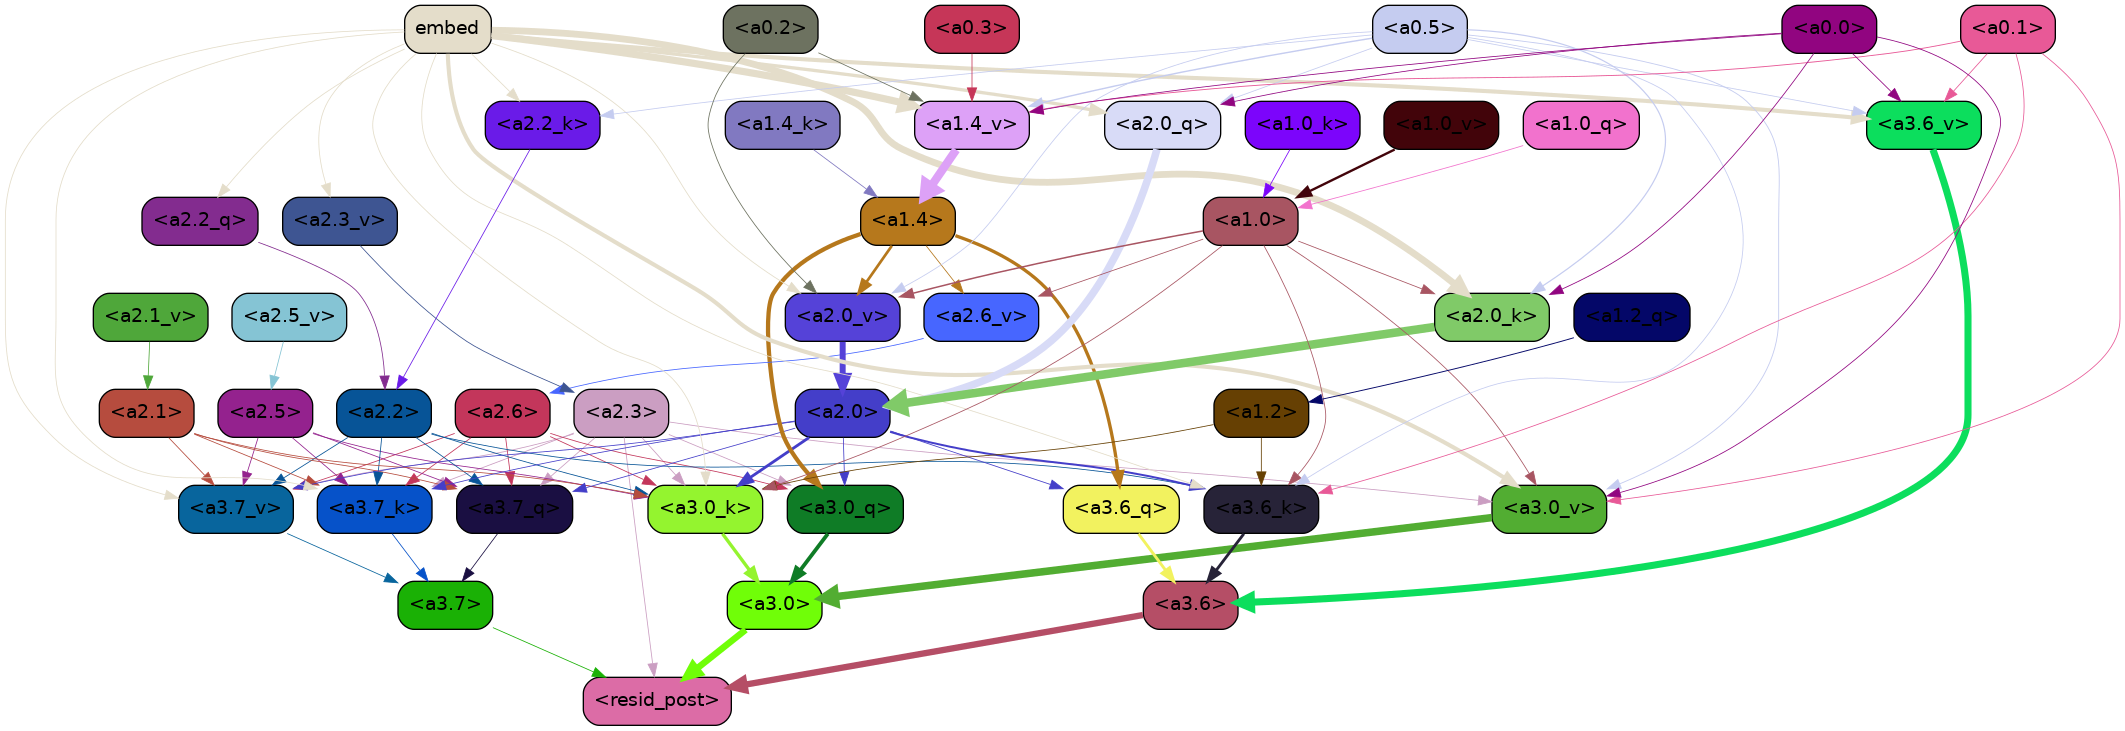 embed <a0.2> <a0.3> <a0.5> <a0.0> <a0.1>
<a2.2_k> <a1.4_k> <a1.4_v> <a2.0_q> <a1.0_k> <a1.0_v> <a1.0_q> <a3.6_v>
<a2.2_q> <a2.3_v> <a1.4> <a1.0>
<a2.1_v> <a2.5_v> <a2.0_v> <a2.6_v> <a2.0_k> <a1.2_q>
<a2.1> <a2.5> <a2.2> <a2.6> <a2.3> <a2.0> <a1.2>
<a3.7_v> <a3.7_k> <a3.7_q> <a3.0_k> <a3.0_q> <a3.6_q> <a3.6_k> <a3.0_v>
<a3.7> <a3.0> <a3.6>
<resid_post>